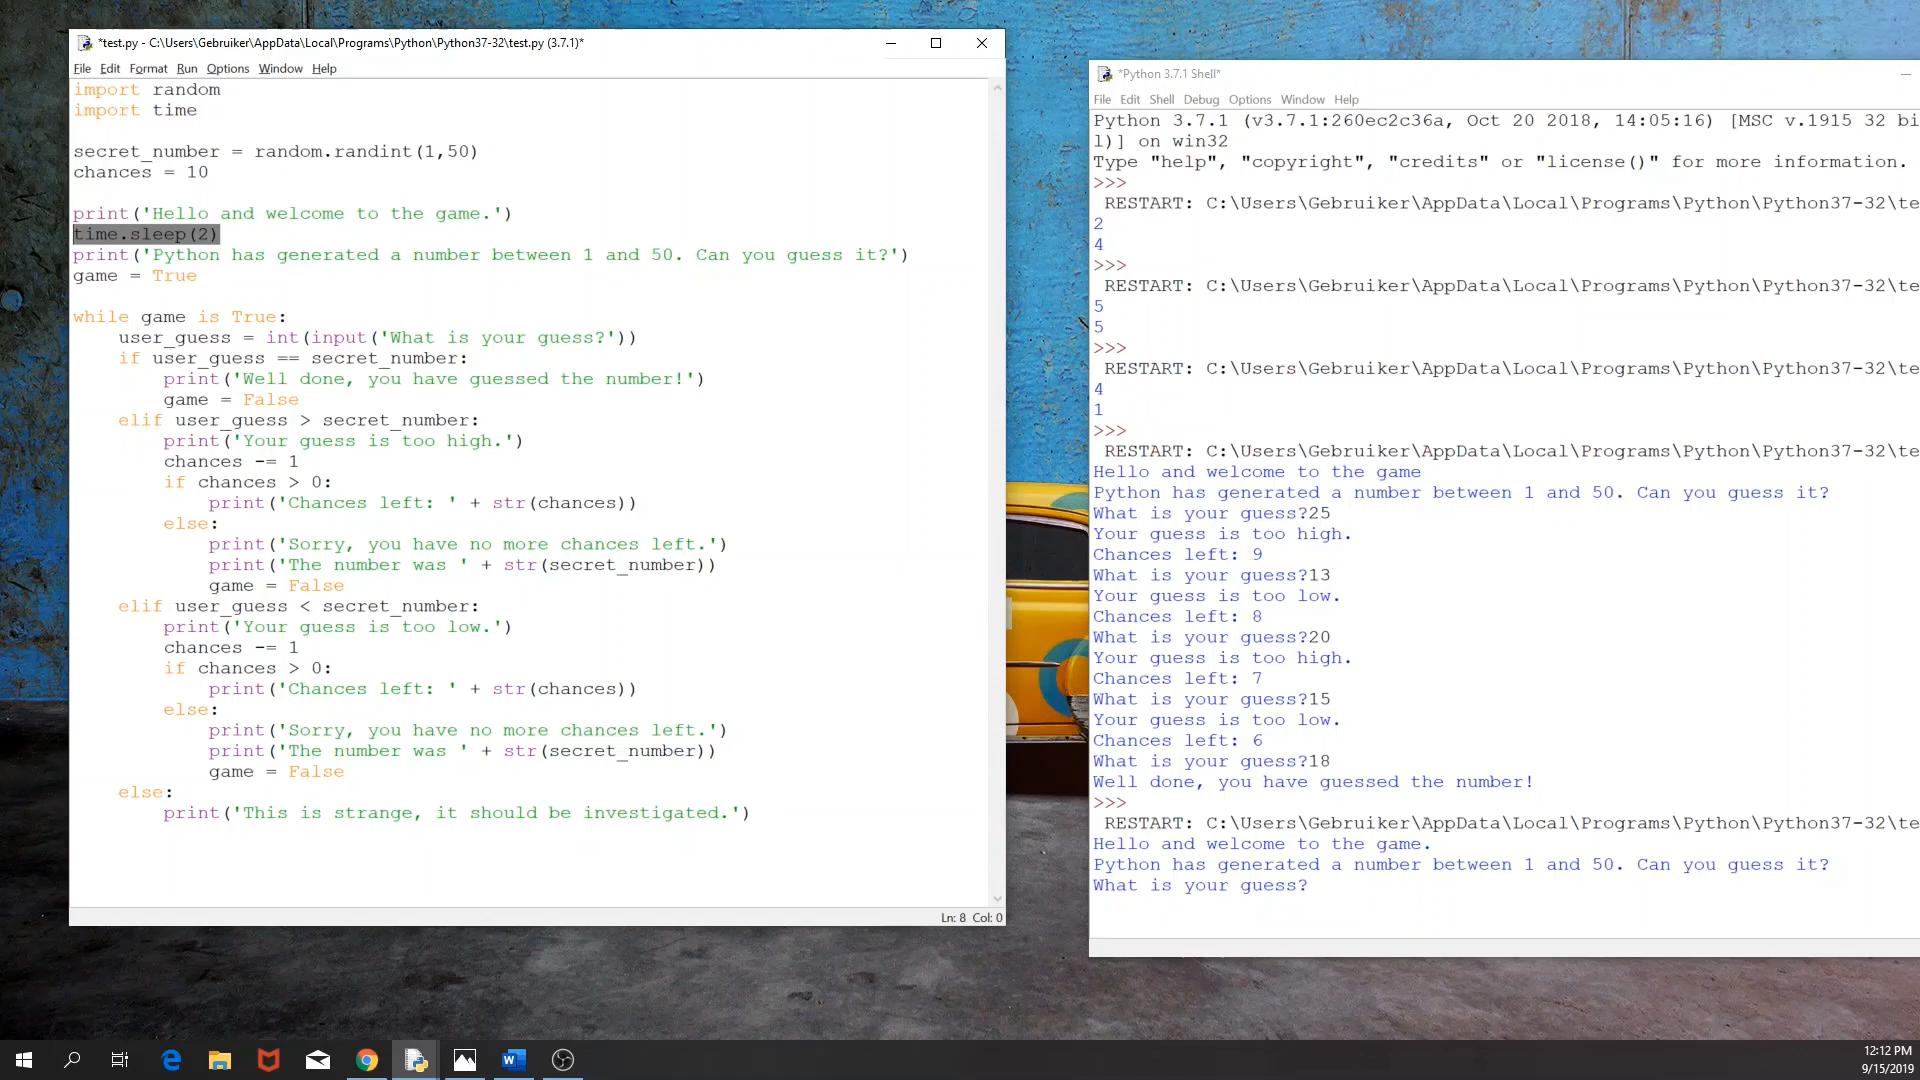 *test.py - C:\Users\Gebruiker\AppData\Local\Programs\Python\Python37-32\test.py (3.7.1)*
File Edit Format Run Options Window Help
import random
import time
secret_number = random.randint(1,50)
chances = 10
print('Hello and welcome to the game.')
time.sleep(2)
print('Python has generated a number between 1 and 50. Can you guess it?')
game = True
while game is True:
    user_guess = int(input('What is your guess?'))
    if user_guess == secret_number:
        print('Well done, you have guessed the number!')
        game = False
    elif user_guess > secret_number:
        print('Your guess is too high.')
        chances -= 1
        if chances > 0:
            print('Chances left: ' + str(chances))
        else:
            print('Sorry, you have no more chances left.')
            print('The number was ' + str(secret_number))
            game = False
    elif user_guess < secret_number:
        print('Your guess is too low.')
        chances -= 1
        if chances > 0:
            print('Chances left: ' + str(chances))
        else:
            print('Sorry, you have no more chances left.')
            print('The number was ' + str(secret_number))
            game = False
    else:
        print('This is strange, it should be investigated.')
Ln: 8 Col: 0
*Python 3.7.1 Shell*
File Edit Shell Debug Options Window Help
Python 3.7.1 (v3.7.1:260ec2c36a, Oct 20 2018, 14:05:16) [MSC v.1915 32 bi
l)] on win32
Type "help", "copyright", "credits" or "license()" for more information.
>>>
 RESTART: C:\Users\Gebruiker\AppData\Local\Programs\Python\Python37-32\te
2
4
>>>
 RESTART: C:\Users\Gebruiker\AppData\Local\Programs\Python\Python37-32\te
5
5
>>>
 RESTART: C:\Users\Gebruiker\AppData\Local\Programs\Python\Python37-32\te
4
1
>>>
 RESTART: C:\Users\Gebruiker\AppData\Local\Programs\Python\Python37-32\te
Hello and welcome to the game
Python has generated a number between 1 and 50. Can you guess it?
What is your guess?25
Your guess is too high.
Chances left: 9
What is your guess?13
Your guess is too low.
Chances left: 8
What is your guess?20
Your guess is too high.
Chances left: 7
What is your guess?15
Your guess is too low.
Chances left: 6
What is your guess?18
Well done, you have guessed the number!
>>>
 RESTART: C:\Users\Gebruiker\AppData\Local\Programs\Python\Python37-32\te
Hello and welcome to the game.
Python has generated a number between 1 and 50. Can you guess it?
What is your guess?
12:12 PM
9/15/2019